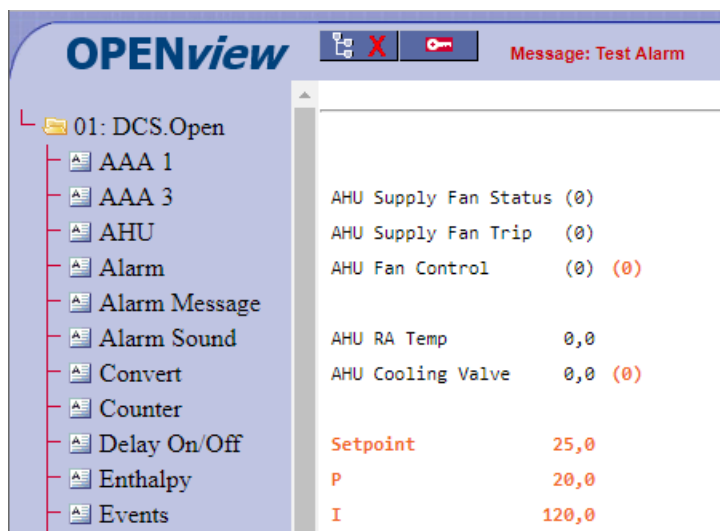 OPENview
Message: Test Alarm
01: DCS.Open
AAA 1
AAA 3
AHU
Alarm
Alarm Message
Alarm Sound
Convert
Counter
Delay On/Off
Enthalpy
Events
AHU Supply Fan Status (0)
AHU Supply Fan Trip (0)
AHU Fan Control (0) (0)
AHU RA Temp 0,0
AHU Cooling Valve 0,0 (0)
Setpoint 25,0
P 20,0
I 120,0